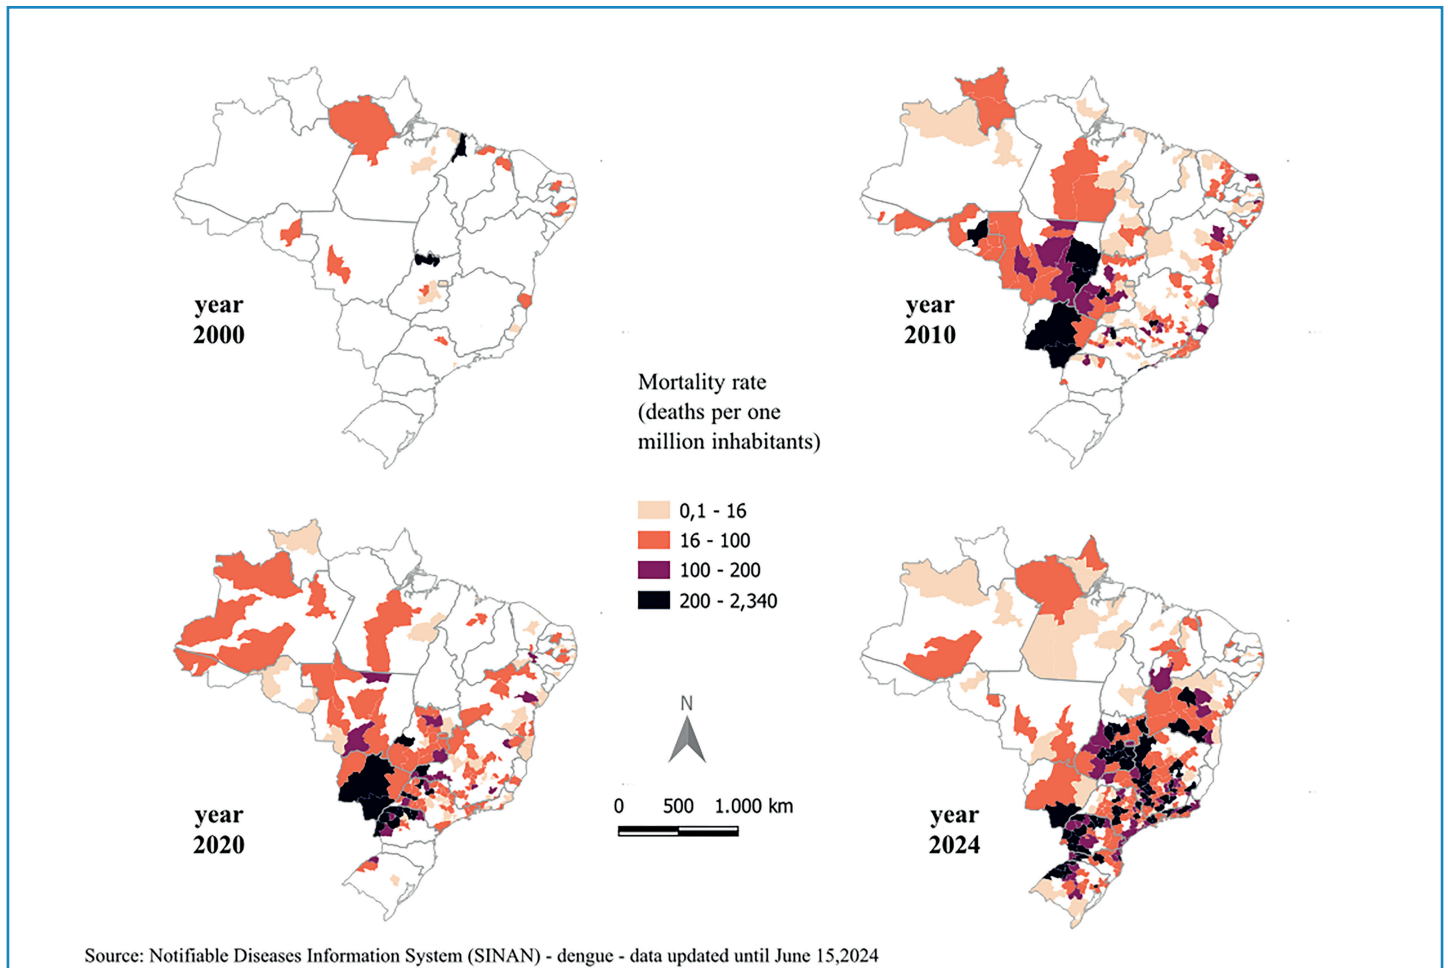 year
2000
year
2010
Mortality rate
(deaths per one
million inhabitants)
0,1 - 16
16 - 100
100 - 200
200 - 2,340
N
0 500 1.000 km
year
2020
year
2024
Source: Notifiable Diseases Information System (SINAN) - dengue - data updated until June 15,2024